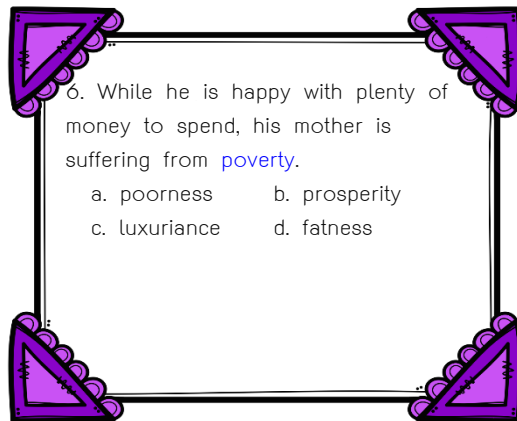 6. While he is happy with plenty of
money to spend, his mother is
suffering from poverty.
a. poorness b. prosperity
c. luxuriance d. fatness